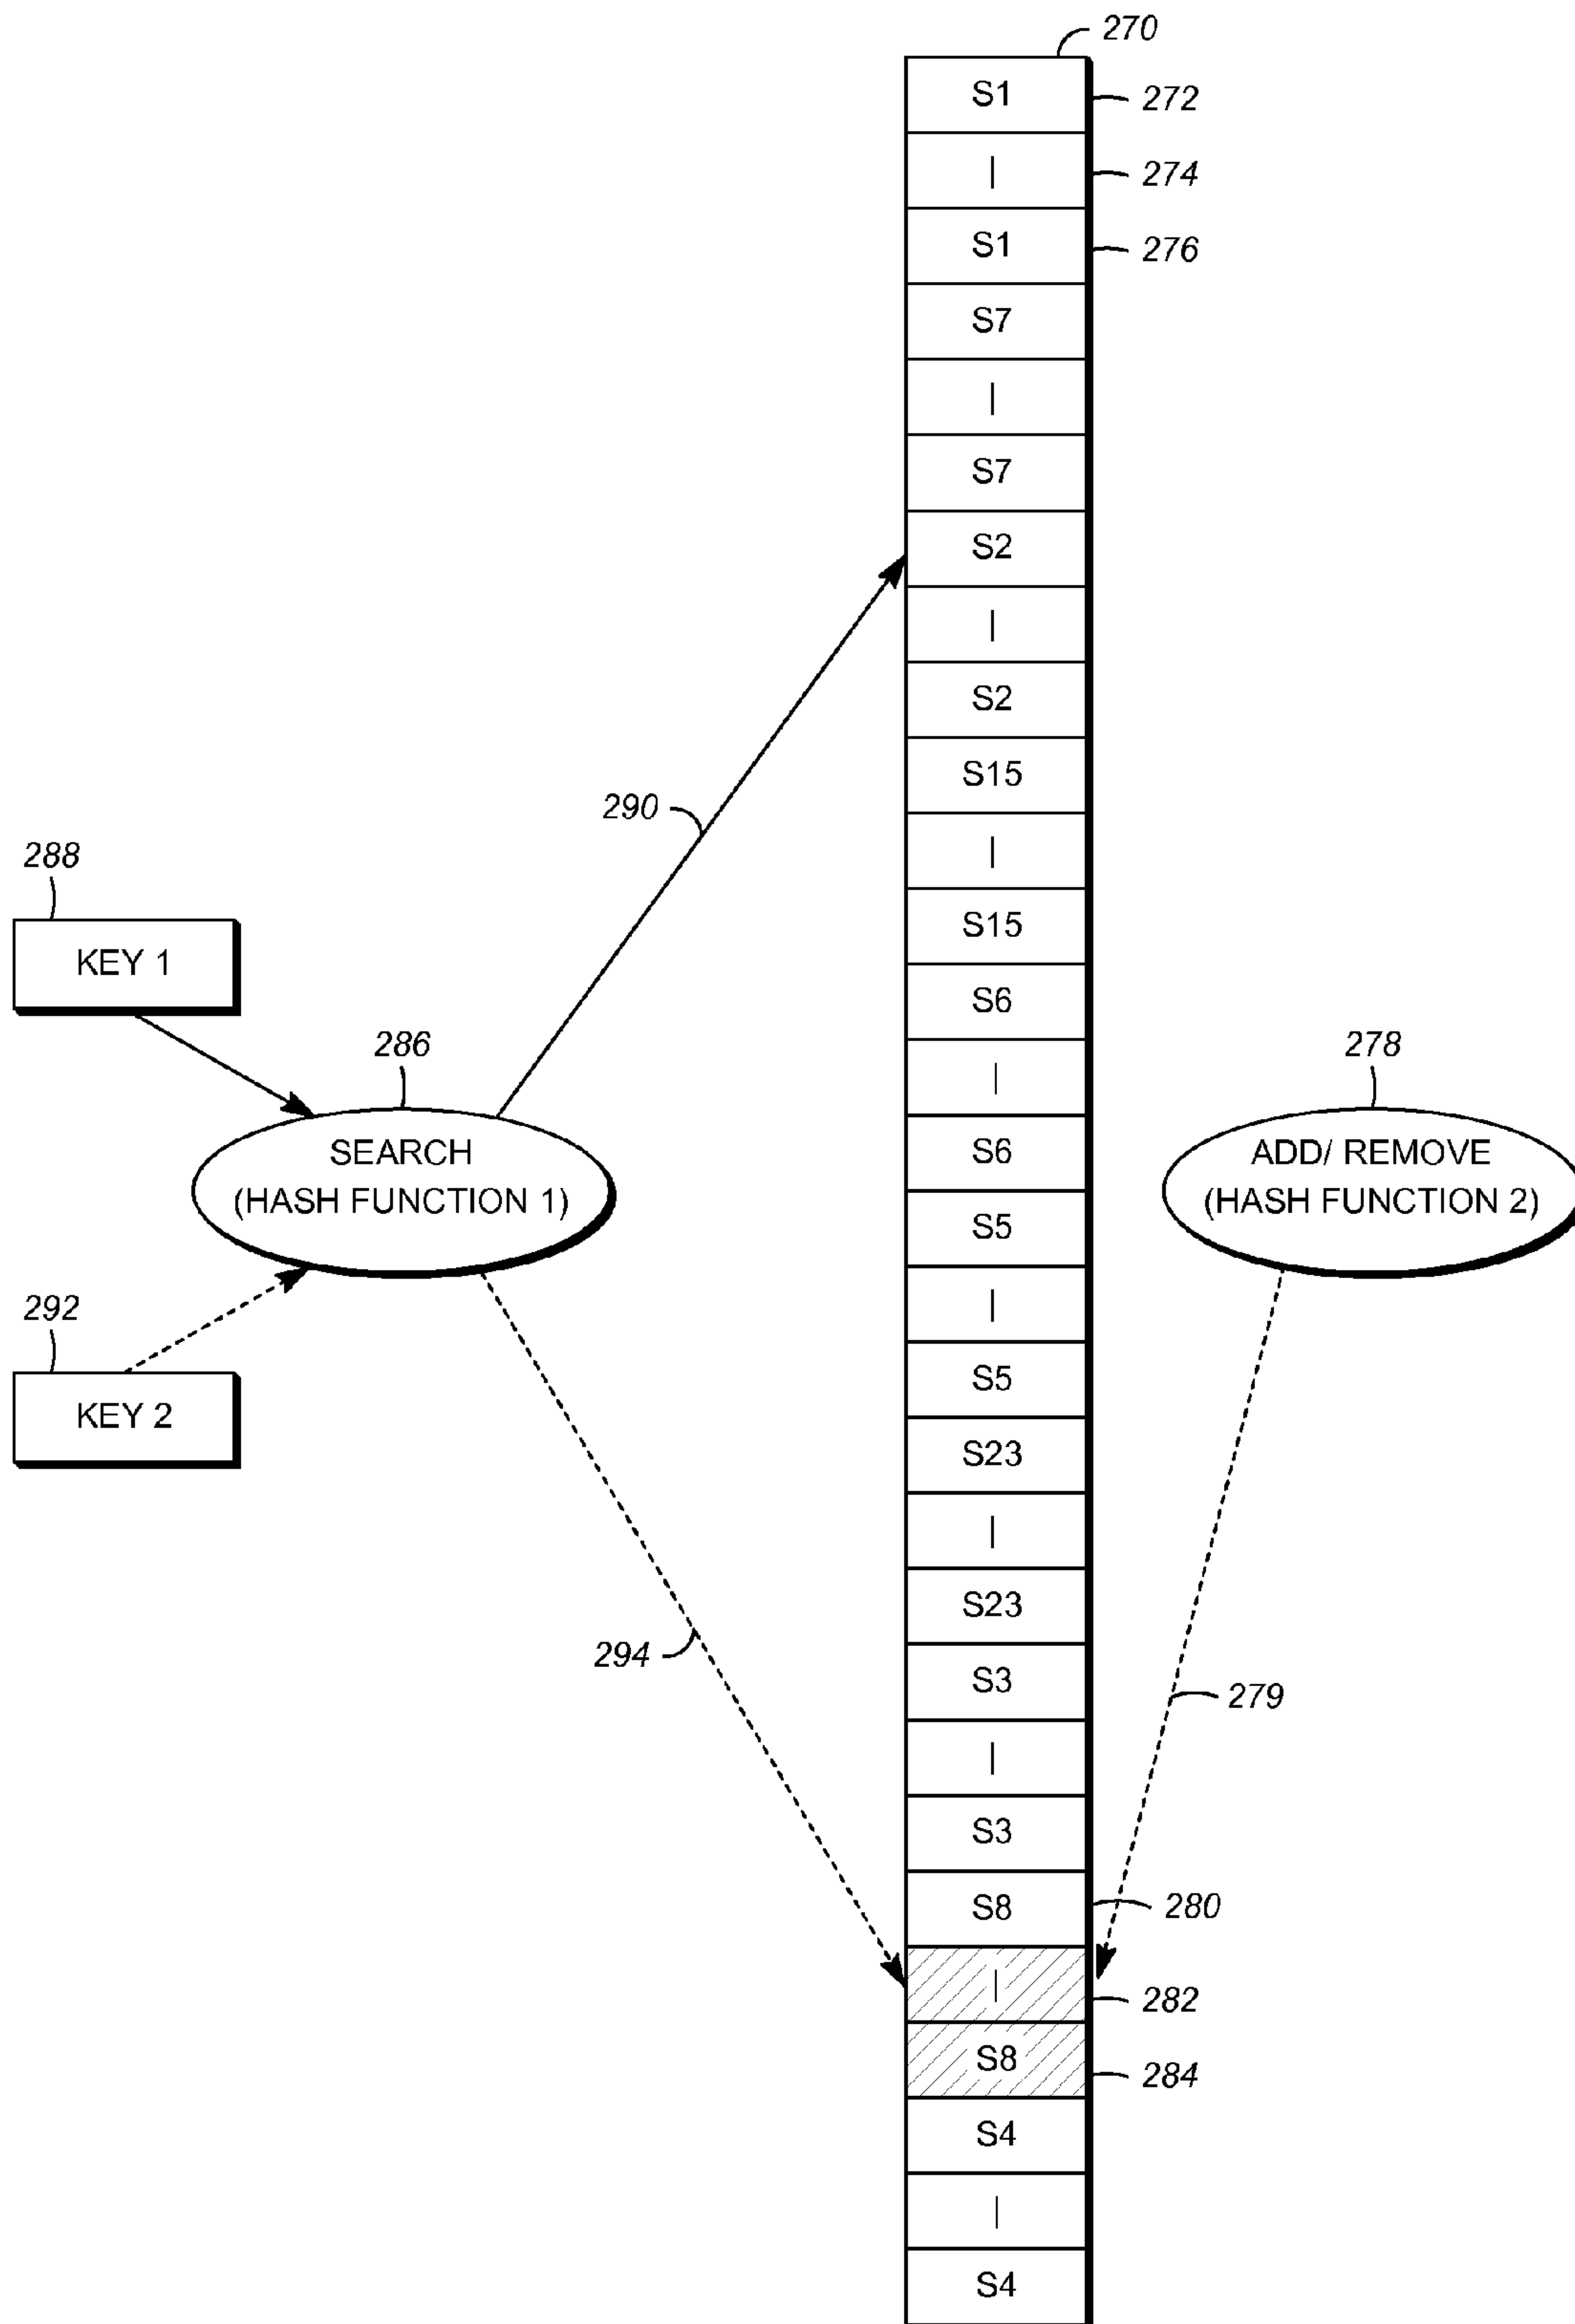 270
S1
272
|
274
S1
276
S7
|
S7
S2
|
S2
S15
290
|
288
S15
KEY 1
S6
286
278
|
SEARCH
(HASH FUNCTION 1)
S6
ADD/ REMOVE
(HASH FUNCTION 2)
S5
292
|
KEY 2
S5
S23
|
S23
294
S3
279
|
S3
S8
280
|
282
S8
284
S4
|
S4